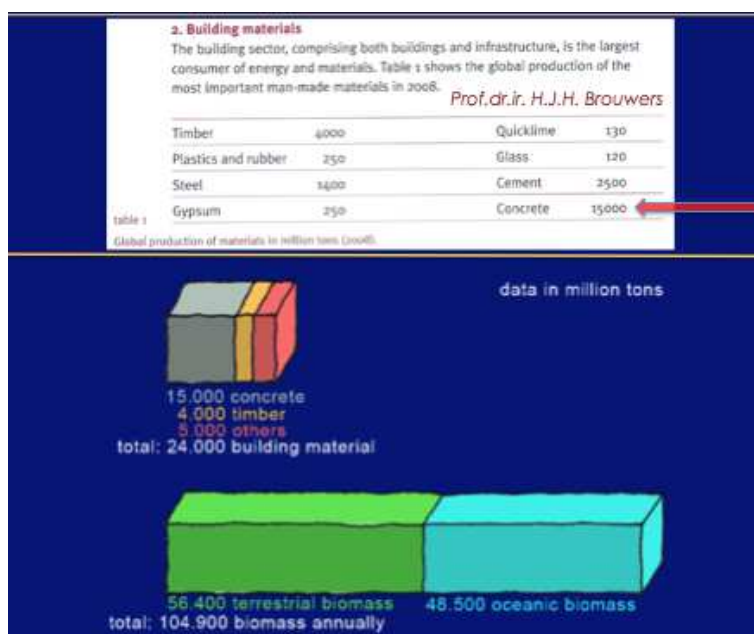 2. Building materials
The building sector, comprising both buildings and infrastructure, is the largest
consumer of energy and materials. Table 1 shows the global production of the
most important man-made materials in 2008.
Prof.dr.ir. H.J.H. Brouwers
Timber 4000 Quicklime 130
Plastics and rubber 250 Glass 120
Steel 1400 Cement 2500
Gypsum 250 Concrete 15000
table 1
Global production of materials in million tons (2008).
data in million tons
15.000 concrete
4.000 timber
5.000 others
total: 24.000 building material
56.400 terrestrial biomass 48.500 oceanic biomass
total: 104.900 biomass annually